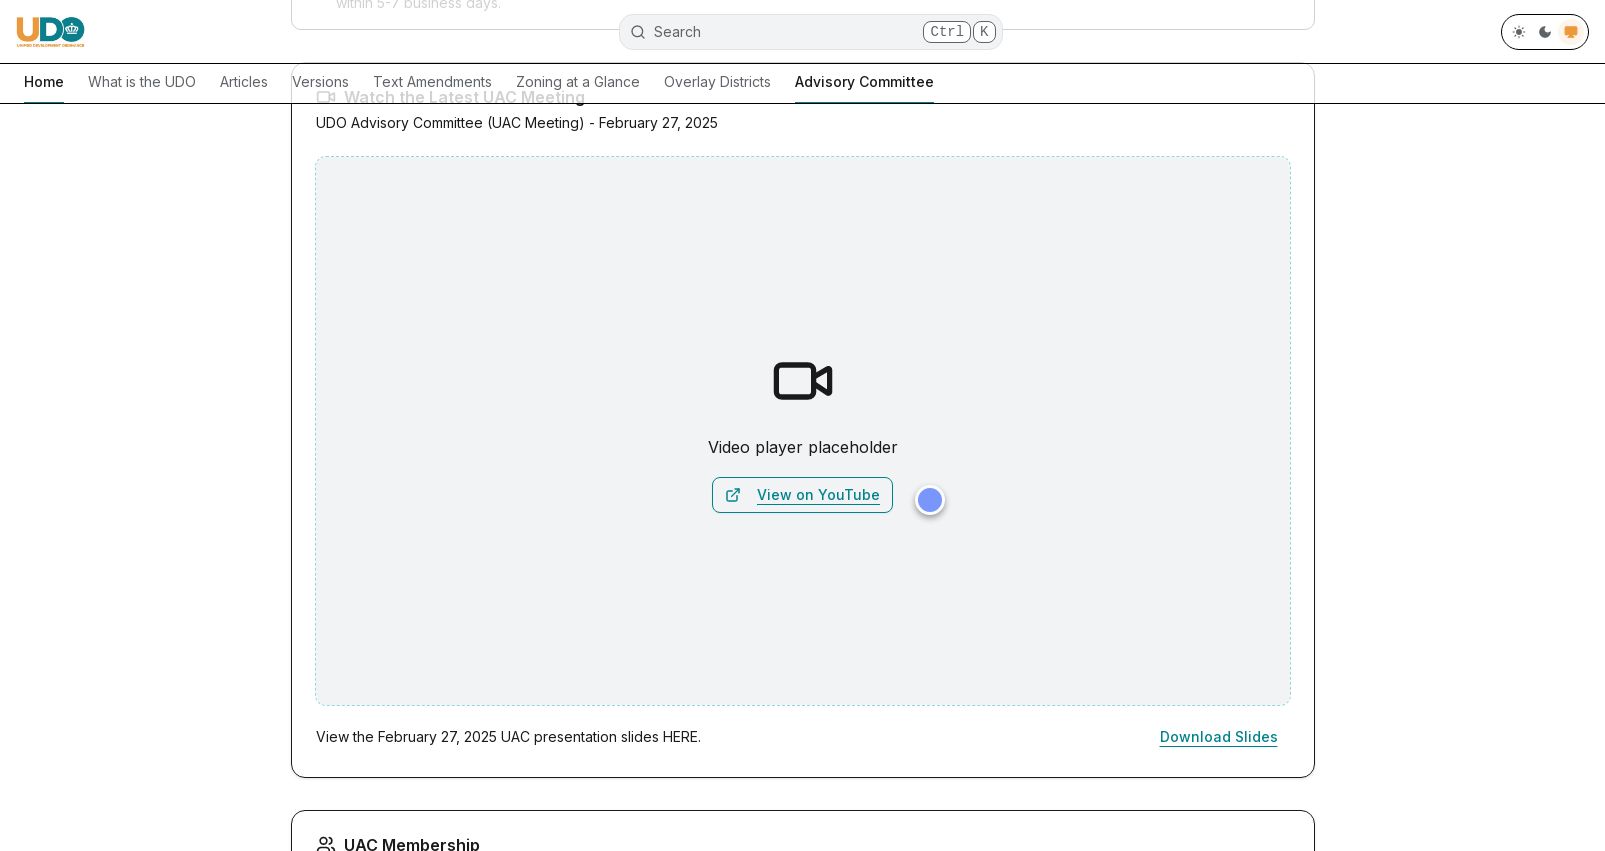 within 5-7 business days.
UDO
UNIFIED DEVELOPMENT ORDINANCE
Search
Ctrl K
Home What is the UDO Articles Versions Text Amendments Zoning at a Glance Overlay Districts Advisory Committee
Watch the Latest UAC Meeting
UDO Advisory Committee (UAC Meeting) - February 27, 2025
Video player placeholder
View on YouTube
View the February 27, 2025 UAC presentation slides HERE.
Download Slides
UAC Membership